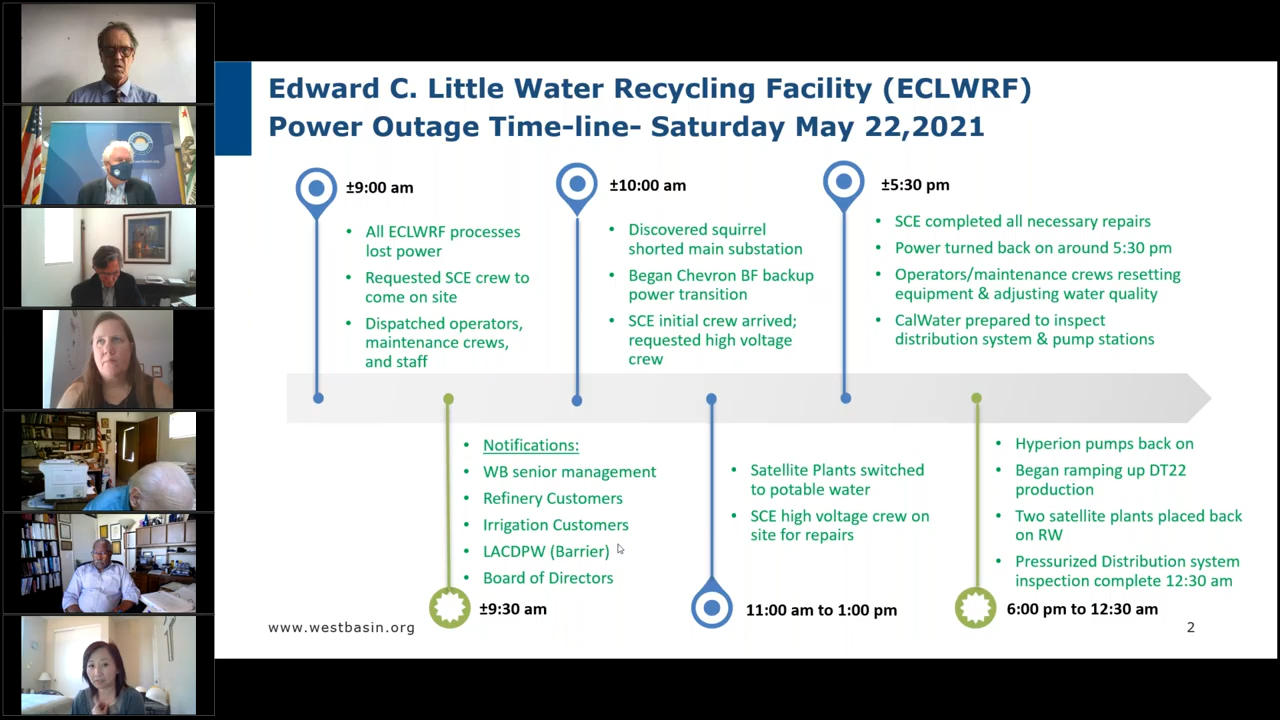 Edward C. Little Water Recycling Facility (ECLWRF)
Power Outage Time-line- Saturday May 22,2021
±9:00 am
• All ECLWRF processes
lost power
• Requested SCE crew to
come on site
• Dispatched operators,
maintenance crews,
and staff
±10:00 am
• Discovered squirrel
shorted main substation
• Began Chevron BF backup
power transition
• SCE initial crew arrived;
requested high voltage
crew
±5:30 pm
• SCE completed all necessary repairs
• Power turned back on around 5:30 pm
• Operators/maintenance crews resetting
equipment & adjusting water quality
• CalWater prepared to inspect
distribution system & pump stations
• Notifications:
• WB senior management
• Refinery Customers
• Irrigation Customers
• LACDPW (Barrier)
• Board of Directors
±9:30 am
• Satellite Plants switched
to potable water
• SCE high voltage crew on
site for repairs
11:00 am to 1:00 pm
• Hyperion pumps back on
• Began ramping up DT22
production
• Two satellite plants placed back
on RW
• Pressurized Distribution system
inspection complete 12:30 am
6:00 pm to 12:30 am
www.westbasin.org
2